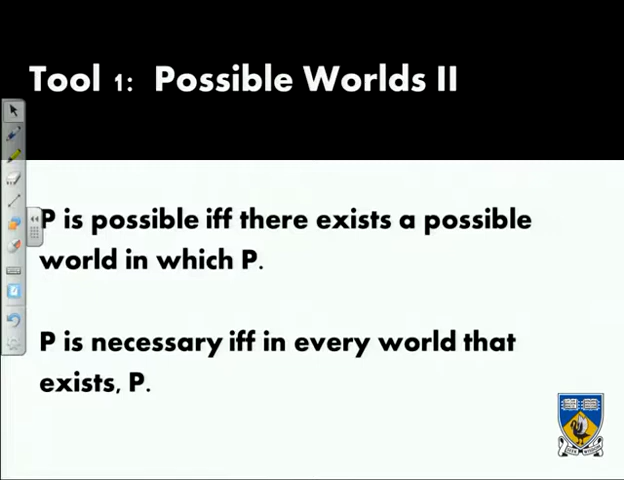 Tool 1: Possible Worlds II
P is possible iff there exists a possible
world in which P.
P is necessary iff in every world that
exists, P.